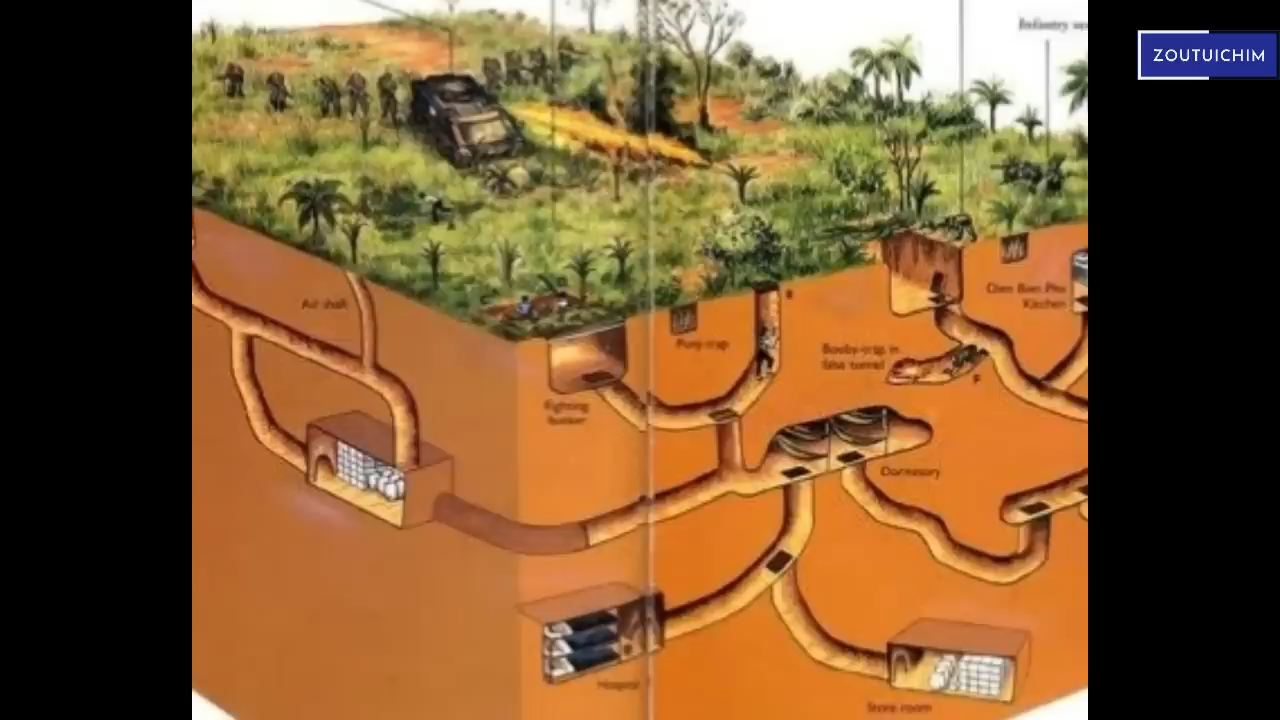 Infantry
ZOUTUICHIM
Dien Bien Phu
Kitchen
Air shaft
Punji-trap
Booby-trap in
false tunnel
Fighting
bunker
Dormitory
Hospital
Store room